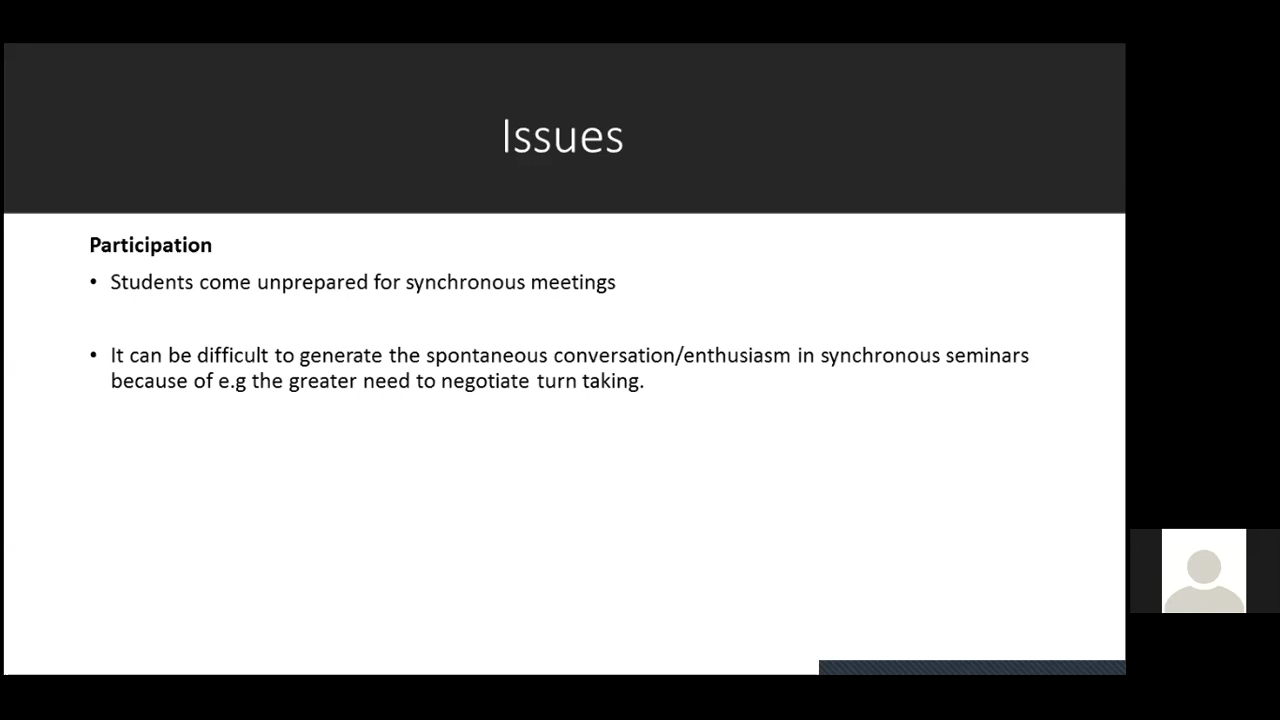 Issues
Participation
• Students come unprepared for synchronous meetings
• It can be difficult to generate the spontaneous conversation/enthusiasm in synchronous seminars
because of e.g the greater need to negotiate turn taking.